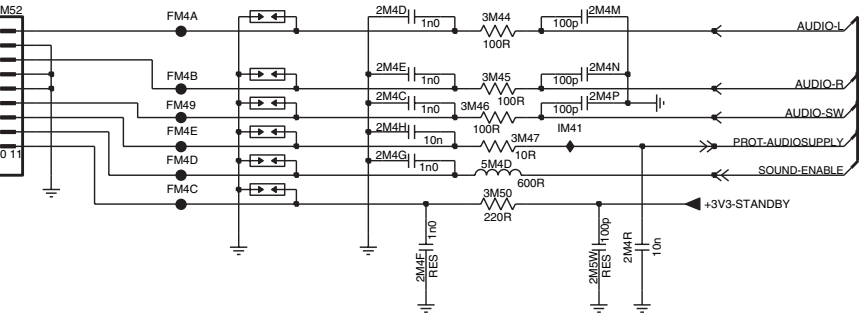 M52
FM4A
2M4D
1n0
3M44
100R
2M4M
100p
AUDIO-L
FM4B
2M4E
1n0
3M45
100R
2M4N
100p
AUDIO-R
FM49
2M4C
1n0
3M46
100R
2M4P
100p
AUDIO-SW
FM4E
2M4H
10n
3M47
10R
IM41
PROT-AUDIOSUPPLY
0 11
FM4D
2M4G
1n0
5M4D
600R
SOUND-ENABLE
FM4C
3M50
220R
+3V3-STANDBY
2M4F
1n0
RES
2M5W
100p
RES
2M4R
10n